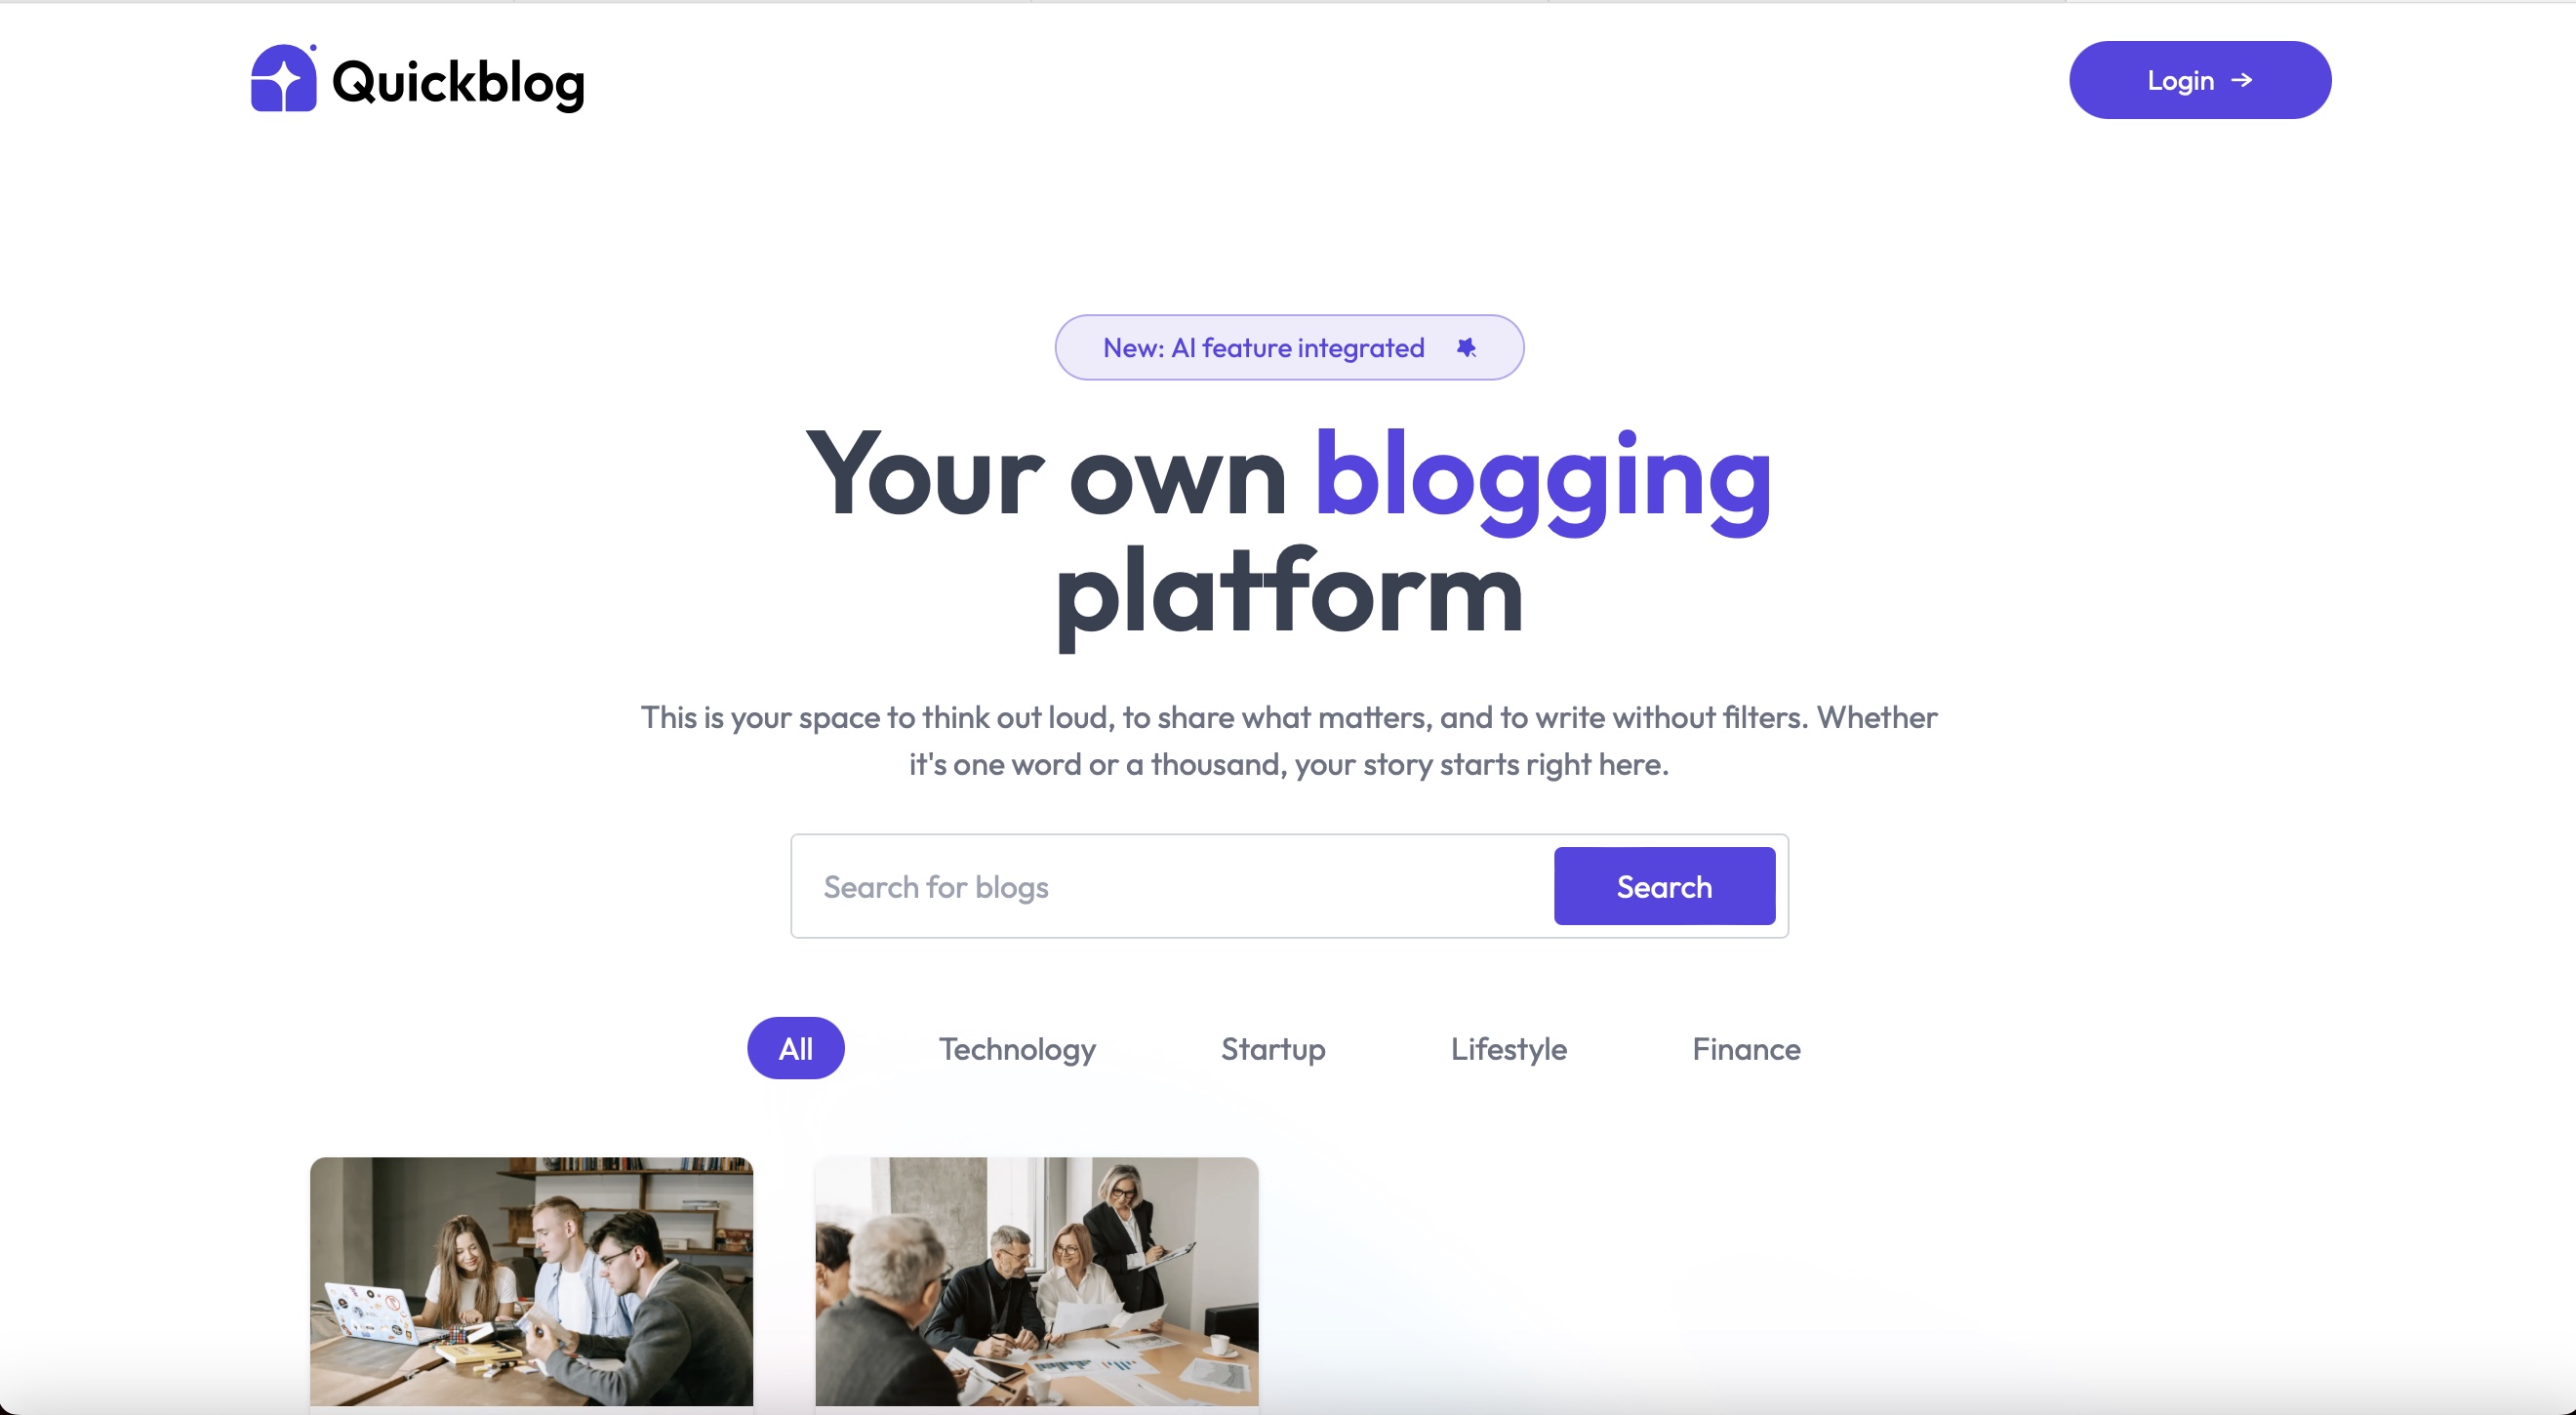 Quickblog
Login →
New: AI feature integrated
Your own blogging
platform
This is your space to think out loud, to share what matters, and to write without filters. Whether
it's one word or a thousand, your story starts right here.
Search for blogs
Search
All
Technology
Startup
Lifestyle
Finance